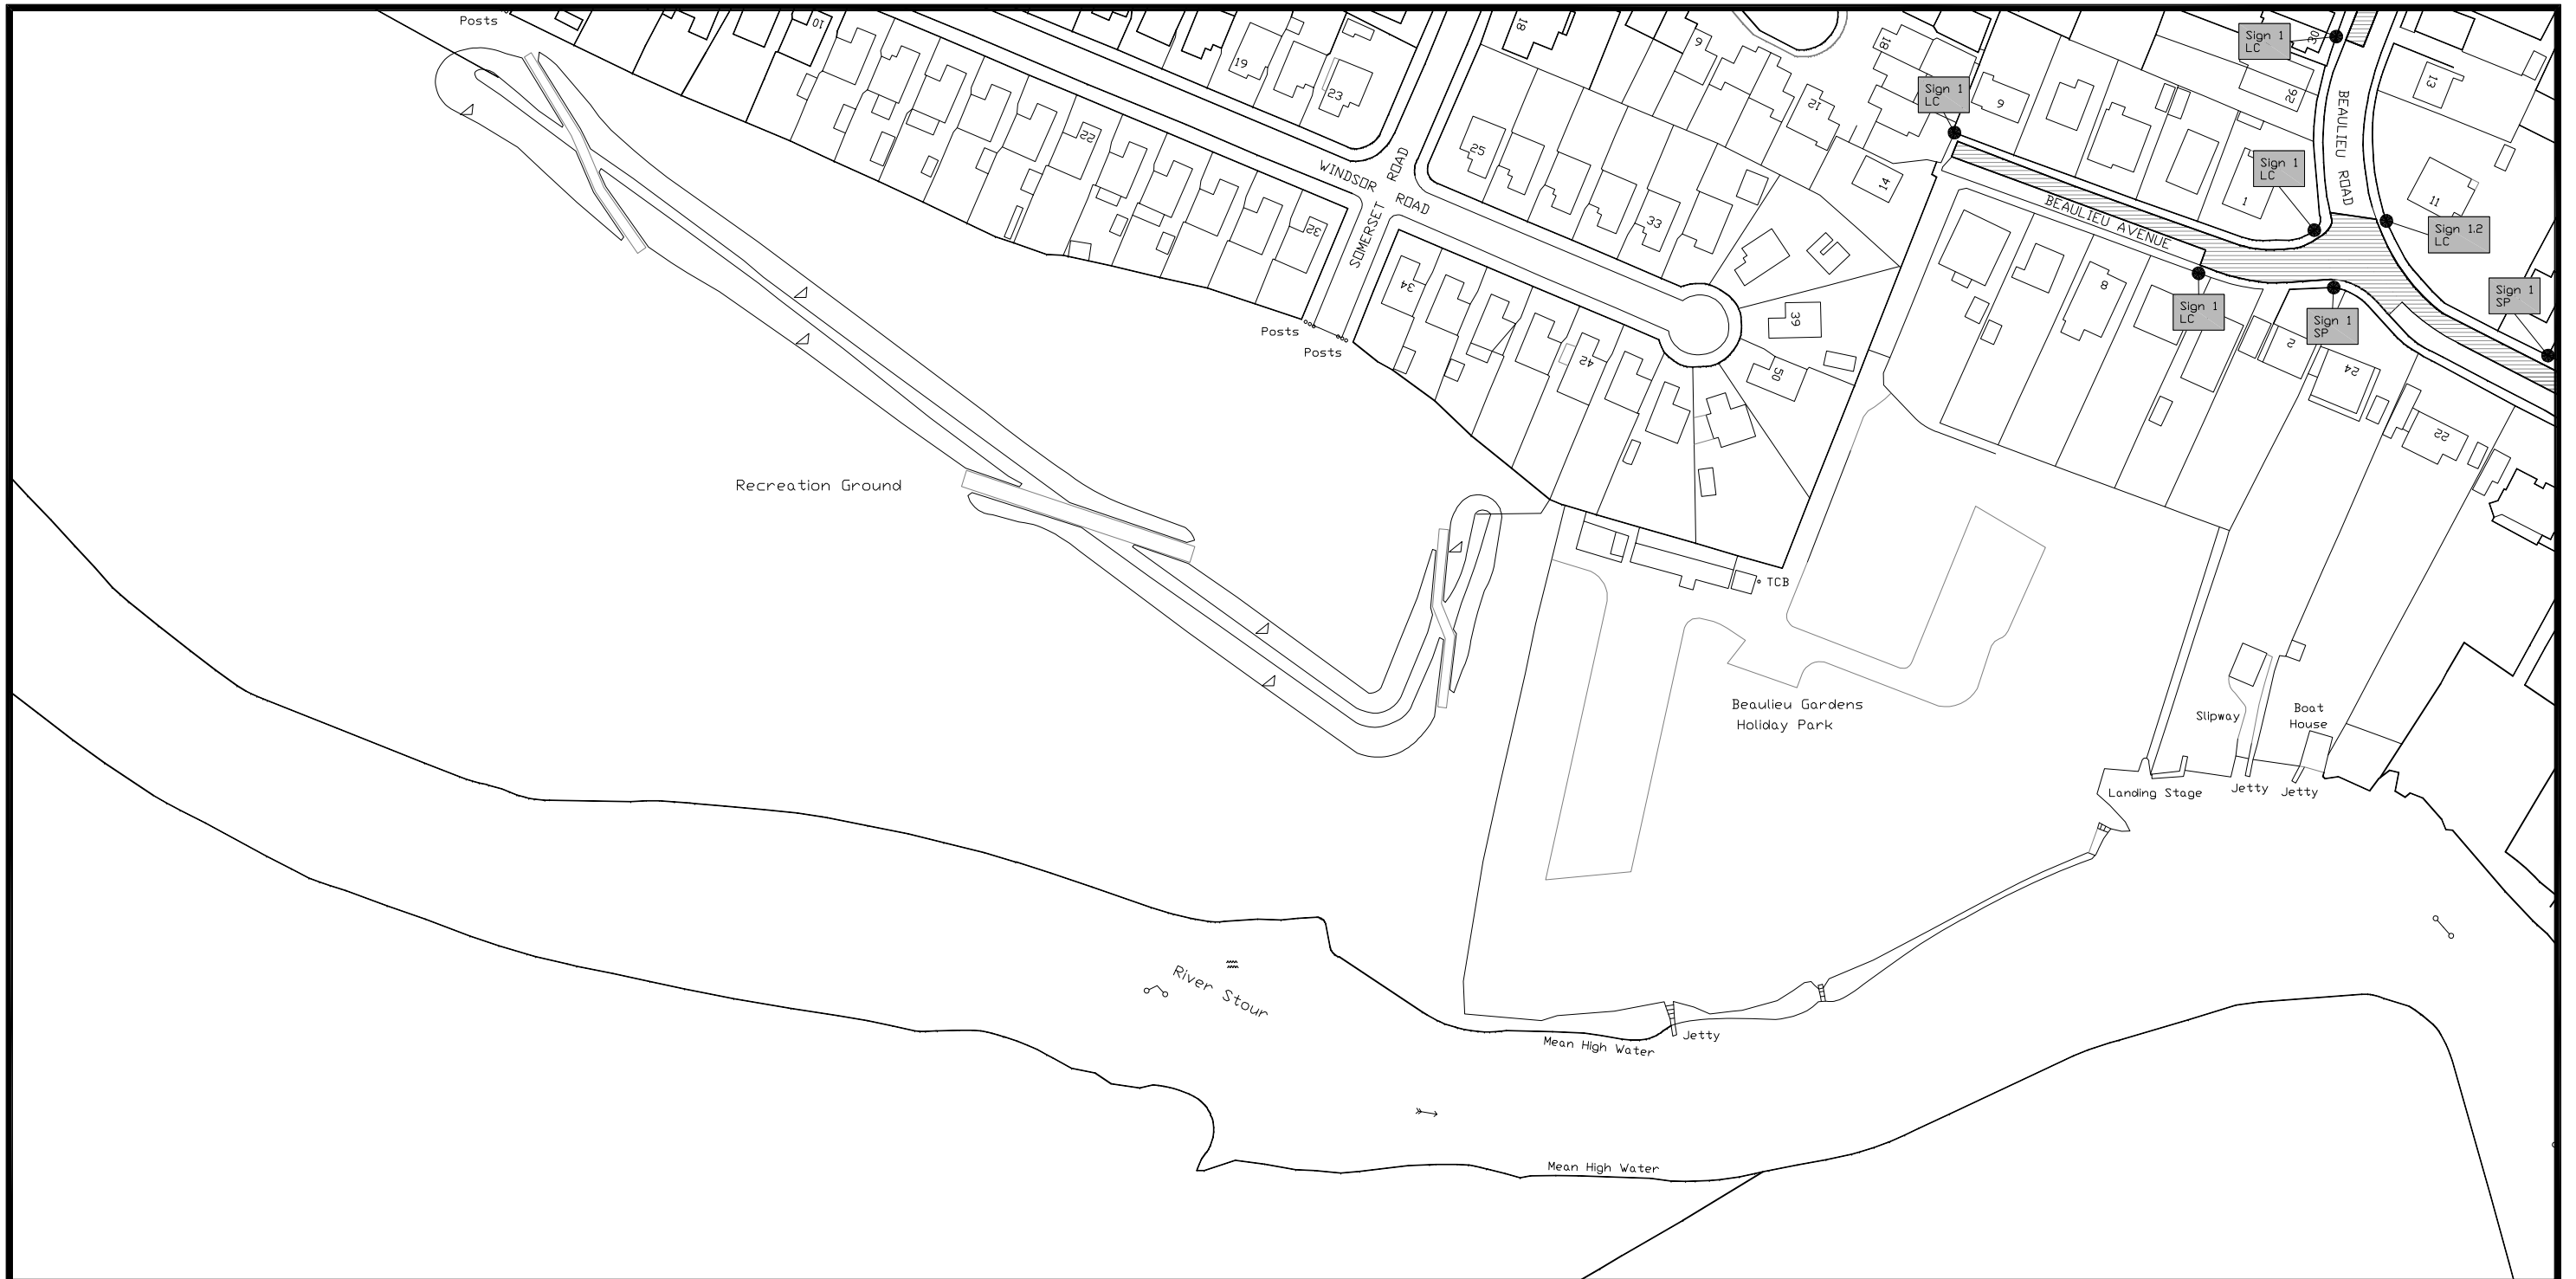 Posts
10
19
23
18
9
18
12
Sign 1
LC
9
Sign 1
LC
30
26
BEAULIEU ROAD
13
22
25
14
33
WINDSOR ROAD
ROAD
SOMERSET
32
34
39
42
50
Sign 1
LC
1
11
Sign 1.2
LC
BEAULIEU AVENUE
8
Sign 1
LC
Sign 1
SP
Sign 1
SP
2
24
22
Posts
Posts
Recreation Ground
TCB
Beaulieu Gardens
Holiday Park
Slipway
Boat
House
Landing Stage
Jetty
Jetty
River Stour
Jetty
Mean High Water
Mean High Water